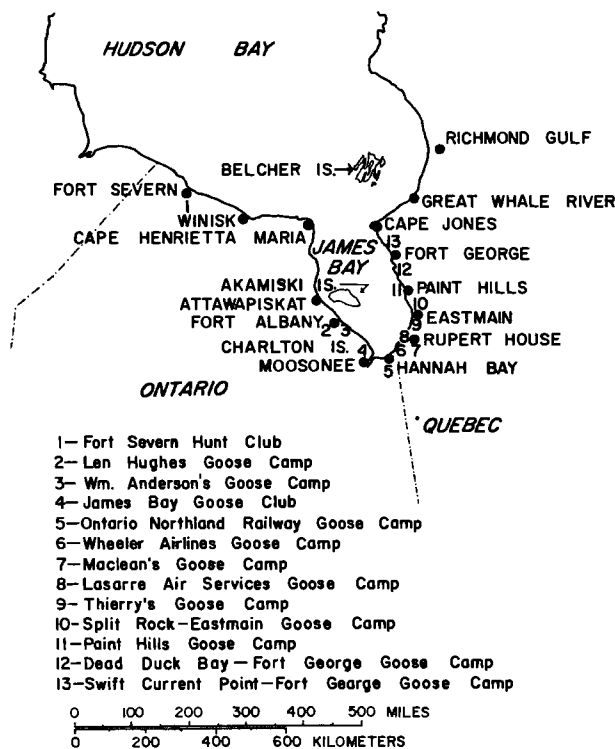 HUDSON BAY
RICHMOND GULF
BELCHER IS.
FORT SEVERN
1
GREAT WHALE RIVER
WINISK
CAPE HENRIETTA MARIA
CAPE JONES
JAMES BAY
13
FORT GEORGE
12
AKAMISKI IS.
11 PAINT HILLS
ATTAWAPISKAT
10
FORT ALBANY
2 3
EASTMAIN
9
CHARLTON IS.
8
RUPERT HOUSE
6 7
MOOSONEE
4
5 HANNAH BAY
ONTARIO
QUEBEC
1— Fort Severn Hunt Club
2— Len Hughes Goose Camp
3— Wm. Anderson's Goose Camp
4— James Bay Goose Club
5— Ontario Northland Railway Goose Camp
6— Wheeler Airlines Goose Camp
7— Maclean's Goose Camp
8— Lasarre Air Services Goose Camp
9— Thierry's Goose Camp
10— Split Rock—Eastmain Goose Camp
11— Paint Hills Goose Camp
12— Dead Duck Bay — Fort George Goose Camp
13— Swift Current Point—Fort Gearge Goose Camp
0 100 200 300 400 500 MILES
0 200 400 600 KILOMETERS